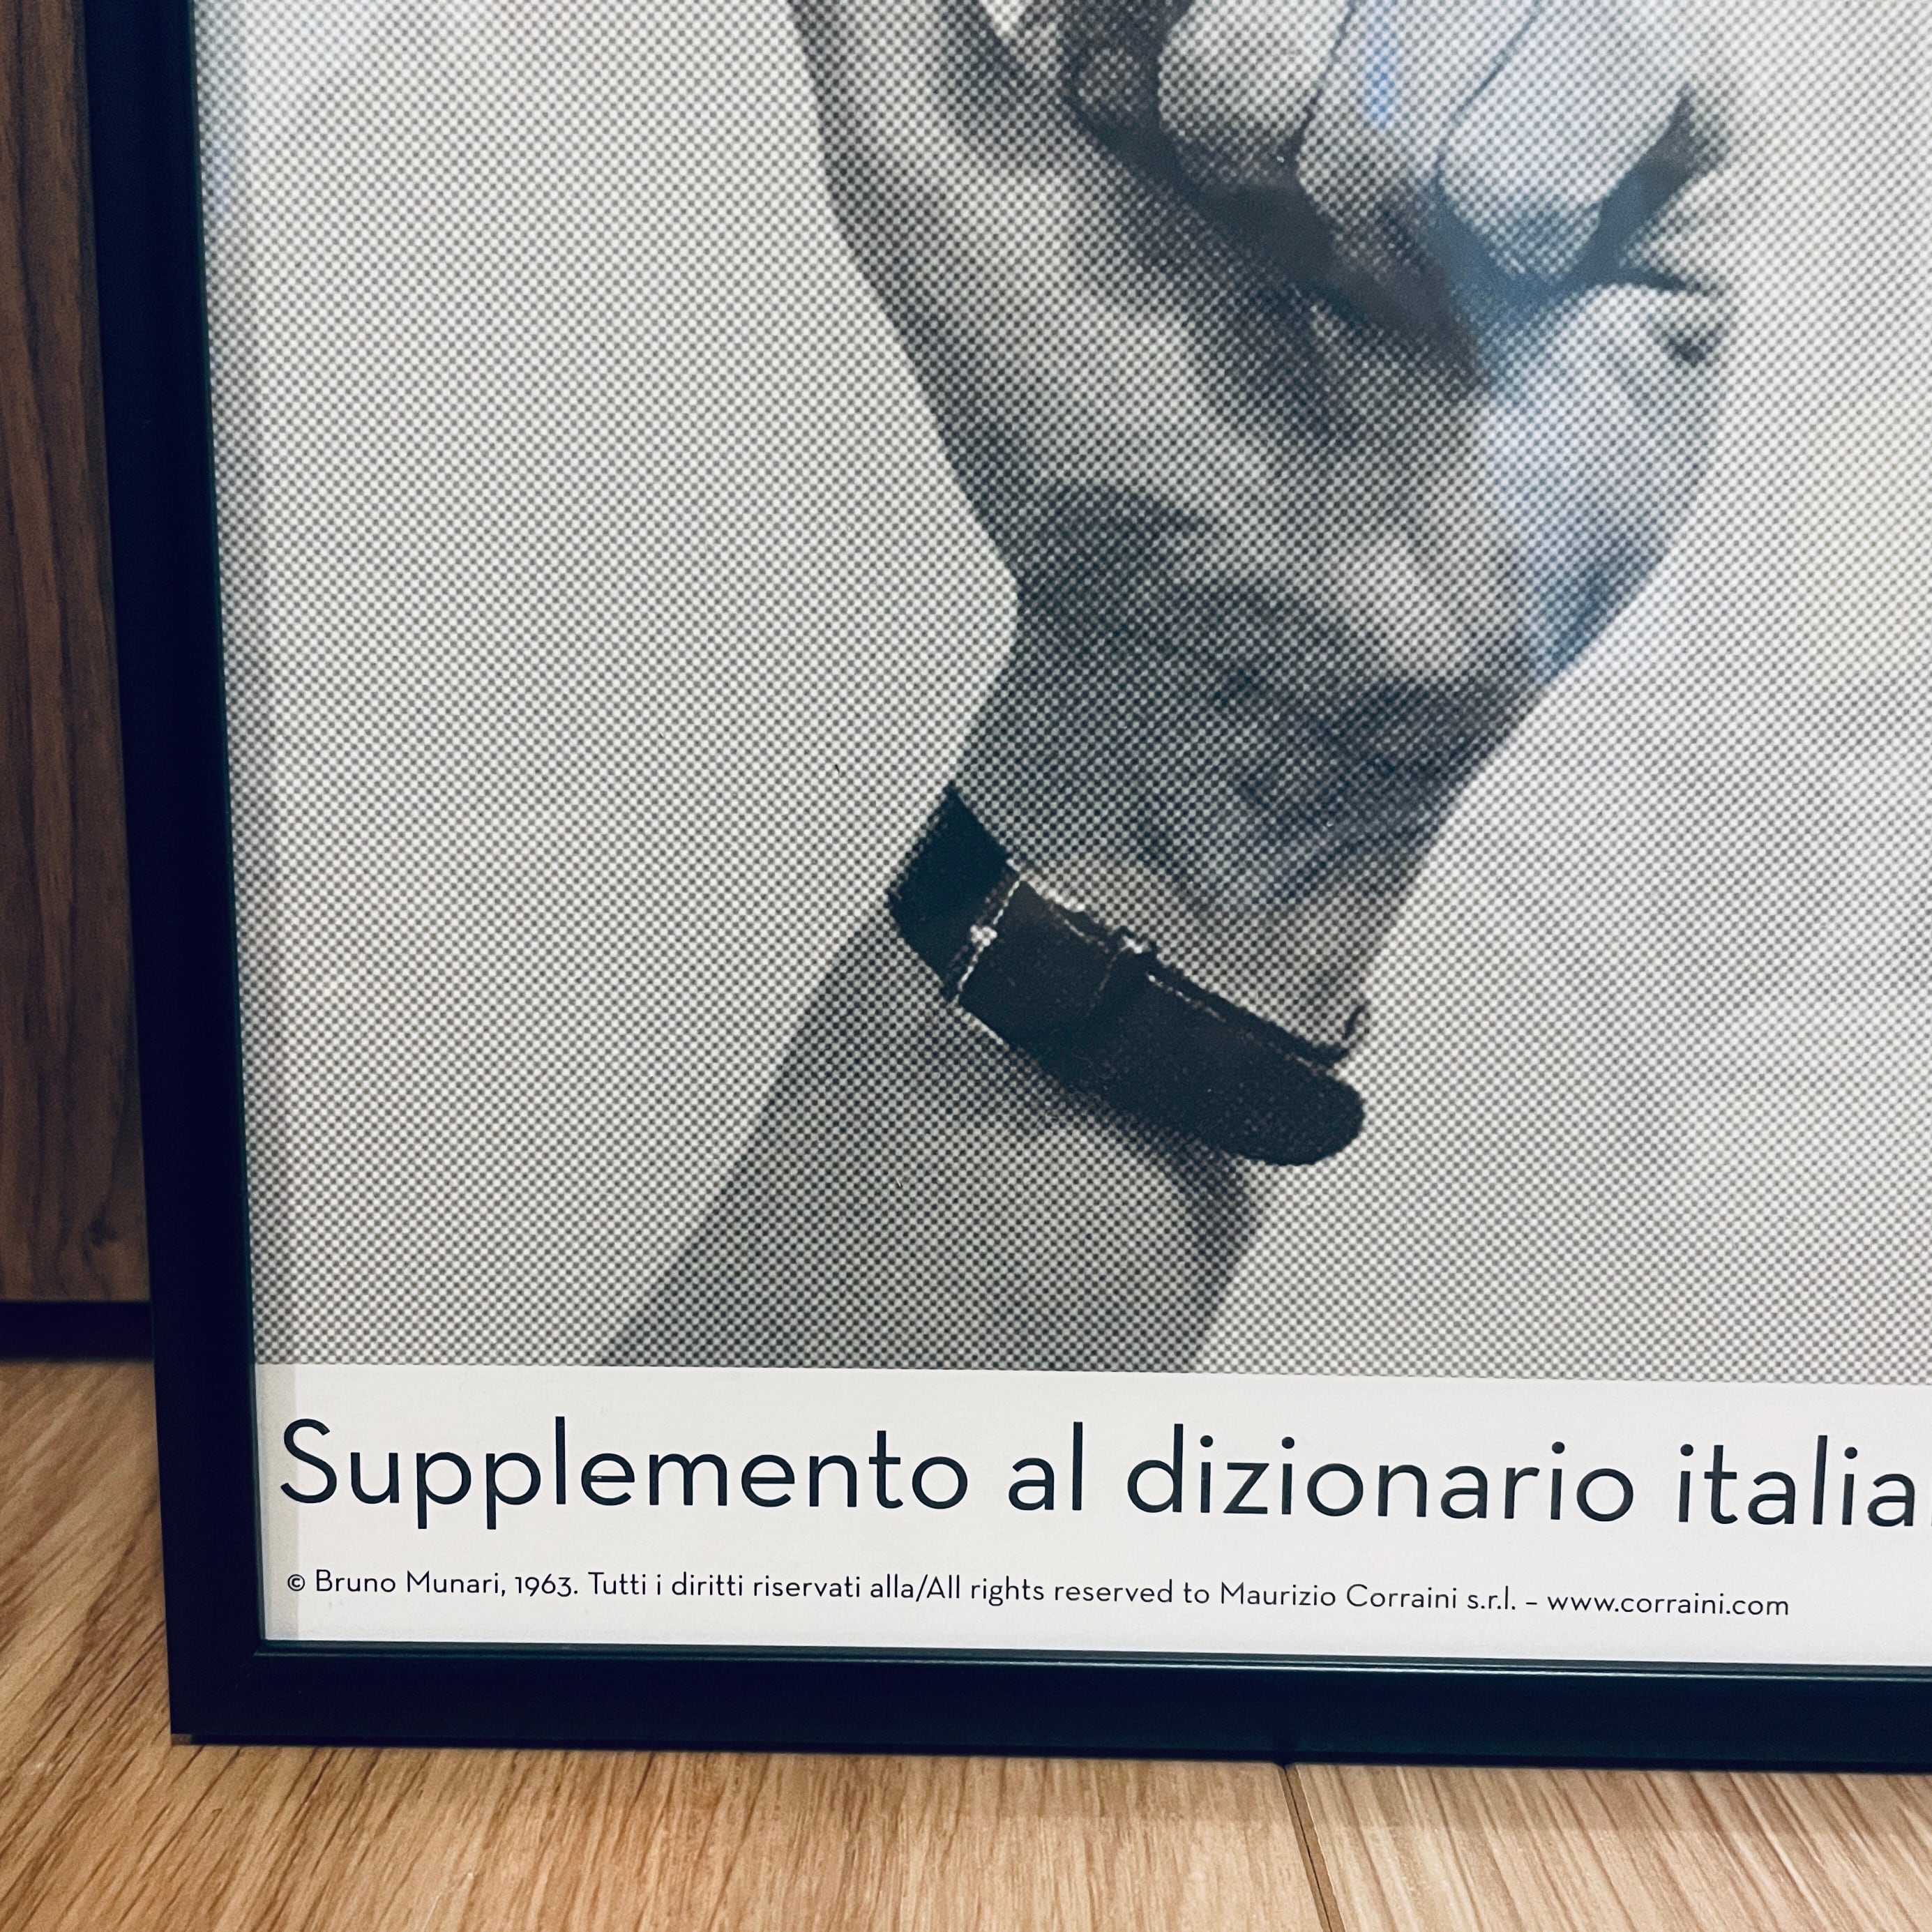 Supplemento al dizionario italia
© Bruno Munari, 1963. Tutti i diritti riservati alla/All rights reserved to Maurizio Corraini s.r.l. – www.corraini.com